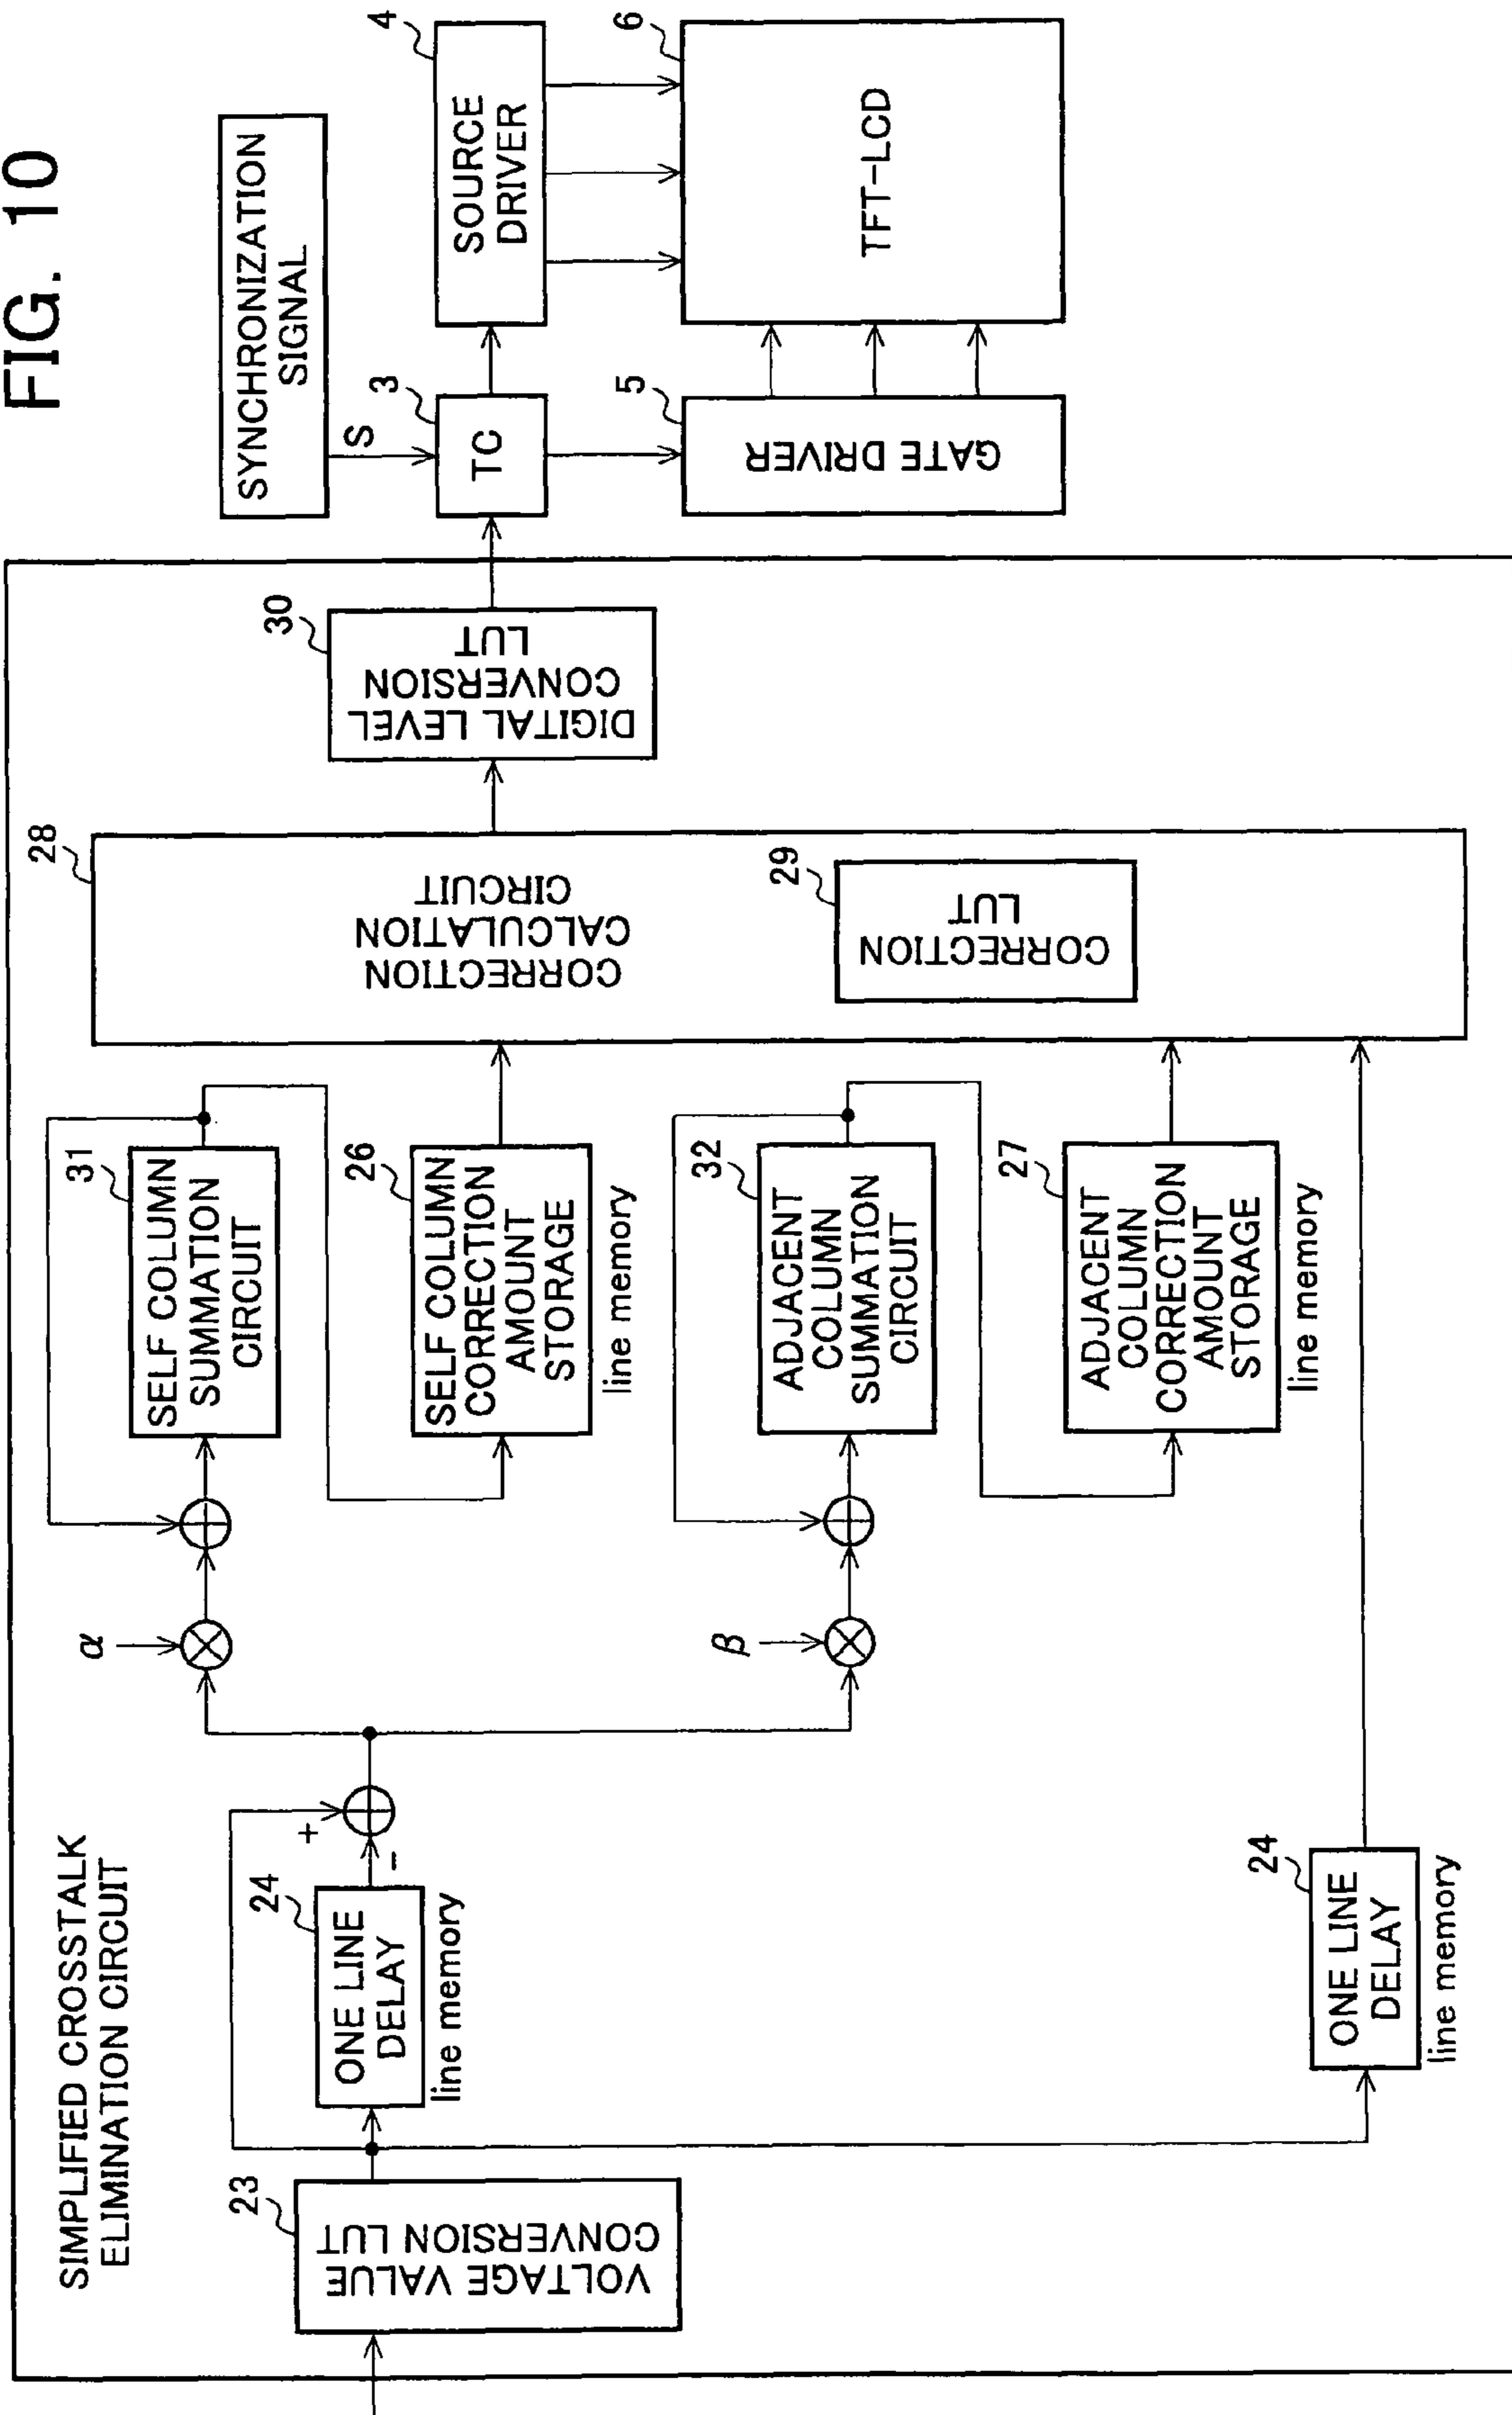 FIG. 10
SIMPLIFIED CROSSTALK
ELIMINATION CIRCUIT
23
VOLTAGE VALUE
CONVERSION LUT
24
ONE LINE
DELAY
line memory
+
-
24
ONE LINE
DELAY
line memory
α
β
31
SELF COLUMN
SUMMATION
CIRCUIT
26
SELF COLUMN
CORRECTION
AMOUNT
STORAGE
line memory
32
ADJACENT
COLUMN
SUMMATION
CIRCUIT
27
ADJACENT
COLUMN
CORRECTION
AMOUNT
STORAGE
line memory
28
CORRECTION
CALCULATION
CIRCUIT
29
CORRECTION
LUT
30
DIGITAL LEVEL
CONVERSION
LUT
SYNCHRONIZATION
SIGNAL
S
3
TC
4
SOURCE
DRIVER
5
GATE DRIVER
6
TFT-LCD